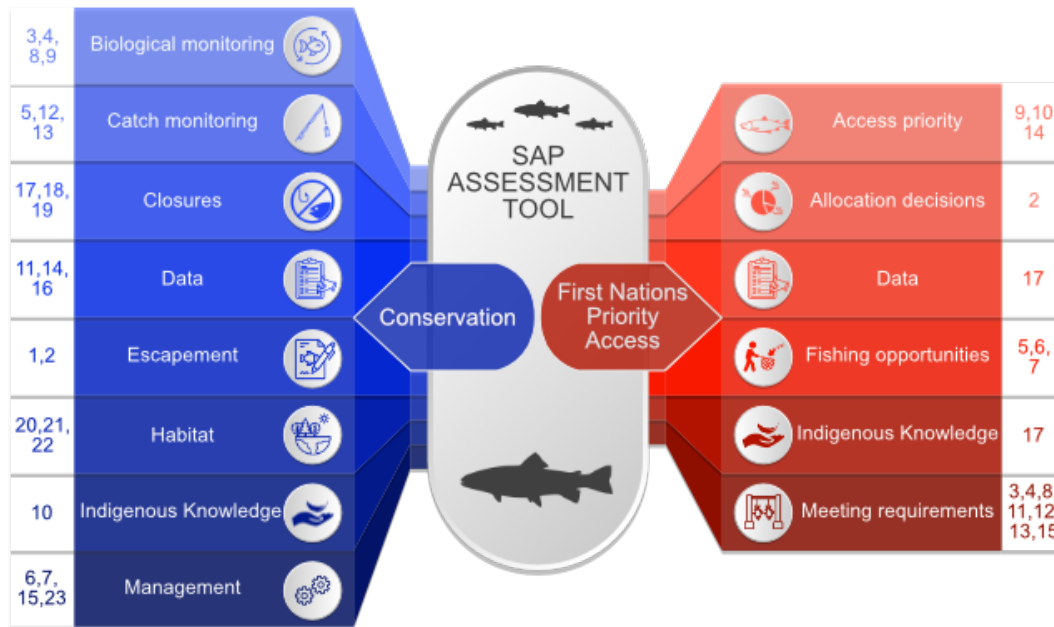 3,4,
8,9
Biological monitoring
5,12,
13
Catch monitoring
17,18,
19
Closures
11,14,
16
Data
1,2
Escapement
20,21,
22
Habitat
10
Indigenous Knowledge
6,7,
15,23
Management
SAP
ASSESSMENT
TOOL
Conservation
First Nations
Priority
Access
Access priority
9,10
14
Allocation decisions
2
Data
17
Fishing opportunities
5,6,
7
Indigenous Knowledge
17
Meeting requirements
3,4,8
11,12
13,15